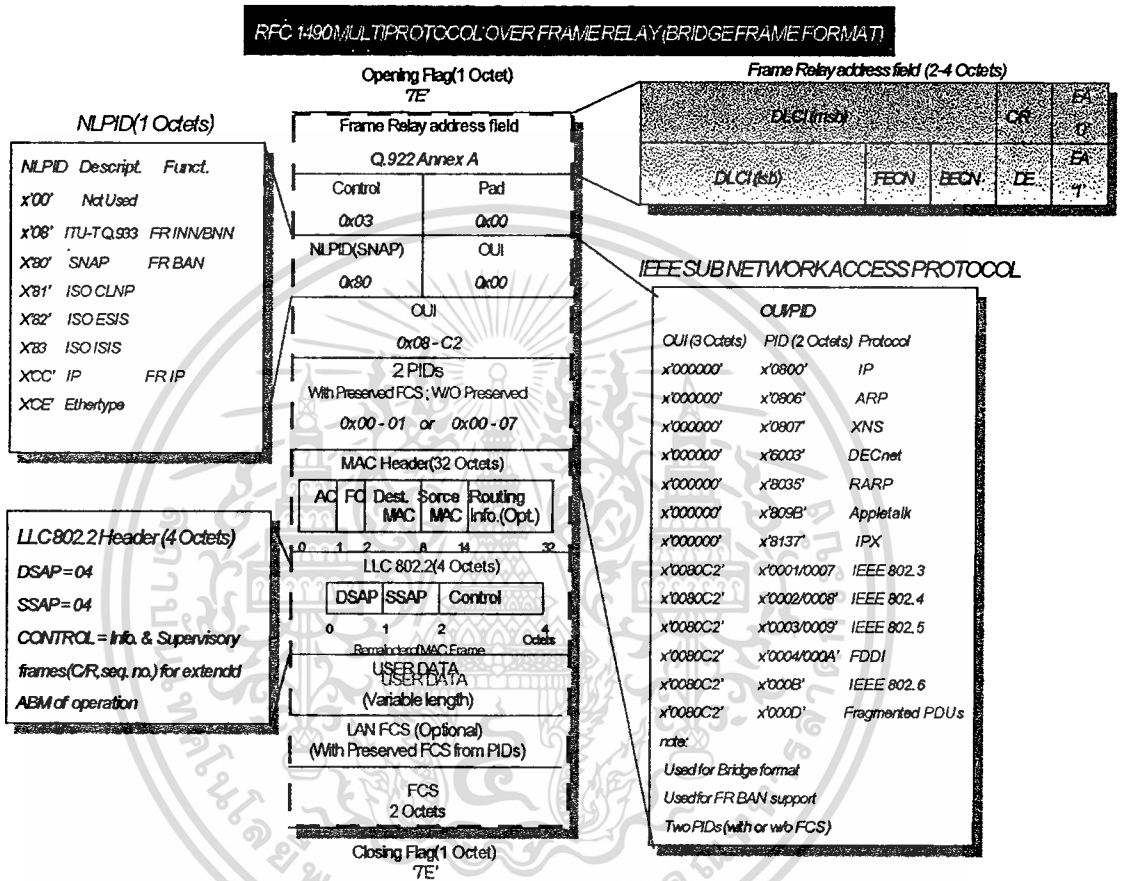 RFC 1490 MULTIPROTOCOL OVER FRAME RELAY (BRIDGE FRAME FORMAT)
Opening Flag(1 Octet)
'7E'
Frame Relay address field (2-4 Octets)
DLCI (msb)
CR
EA
'0'
DLCI (lsb)
FECN
BECN
DE
EA
'1'
NLPID(1 Octets)
NLPID Descript. Funct.
x'00' Not Used
x'08' ITU-T Q.933 FR INN/BNN
X'80' SNAP FR BAN
X'81' ISO CLNP
X'82' ISO ESIS
X'83 ISO ISIS
X'CC' IP FR IP
X'CE' Ethertype
Frame Relay address field
Q.922 Annex A
Control Pad
0x03 0x00
NLPID(SNAP) OUI
0x80 0x00
OUI
0x08 - C2
2 PIDs
With Preserved FCS ; W/O Preserved
0x00 - 01 or 0x00 - 07
MAC Header(32 Octets)
AC FC Dest. MAC Sorce MAC Routing Info.(Opt.)
0 1 2 8 14 32
LLC 802.2(4 Octets)
DSAP SSAP Control
0 1 2 4
Octets
Remainder of MAC Frame
USER DATA
USER DATA
(Variable length)
LAN FCS (Optional)
(With Preserved FCS from PIDs)
FCS
2 Octets
Closing Flag(1 Octet)
'7E'
LLC 802.2 Header (4 Octets)
DSAP = 04
SSAP = 04
CONTROL = Info. & Supervisory
frames(C/R,seq. no.) for extendd
ABM of operation
IEEE SUB NETWORK ACCESS PROTOCOL
OUI/PID
OUI (3 Octets) PID (2 Octets) Protocol
x'000000' x'0800' IP
x'000000' x'0806' ARP
x'000000' x'0807' XNS
x'000000' x'6003' DECnet
x'000000' x'8035' RARP
x'000000' x'809B' Appletalk
x'000000' x'8137' IPX
x'0080C2' x'0001/0007 IEEE 802.3
x'0080C2' x'0002/0008' IEEE 802.4
x'0080C2' x'0003/0009' IEEE 802.5
x'0080C2' x'0004/000A' FDDI
x'0080C2' x'000B' IEEE 802.6
x'0080C2' x'000D' Fragmented PDUs
note:
Used for Bridge format
Used for FR BAN support
Two PIDs (with or w/o FCS)